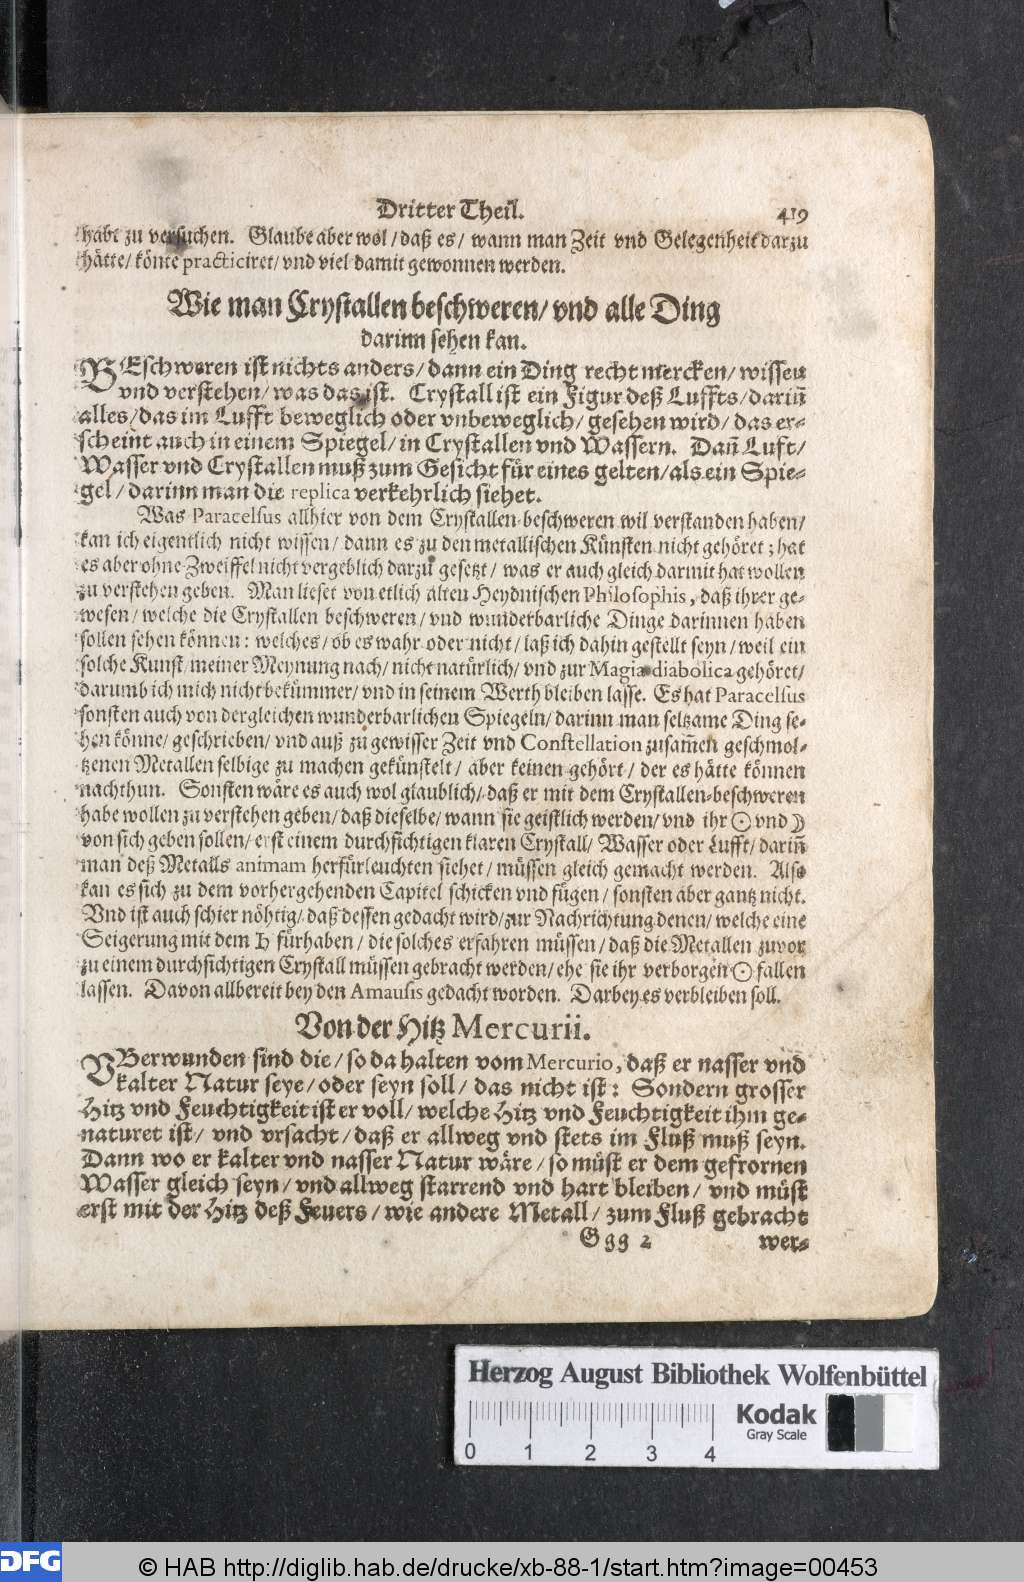 Dritter Theil. 419
habe zu versuchen. Glaube aber wol / daß es / wann man Zeit vnd Gelegenheit darzu
hätte / könte practiciret / vnd viel damit gewonnen werden.
Wie man Crystallen beschweren / vnd alle Ding
darinn sehen kan.
BEschweren ist nichts anders / dann ein Ding recht mercken / wissen
vnd verstehen / was das ist. Crystall ist ein Figur deß Luffts / dariñ
alles / das im Lufft beweglich oder vnbeweglich / gesehen wird / das er-
scheint auch in einem Spiegel / in Crystallen vnd Wassern. Dañ Luft /
Wasser vnd Crystallen muß zum Gesicht für eines gelten / als ein Spie-
gel / darinn man die replica verkehrlich siehet.
Was Paracelsus allhier von dem Crystallen-beschweren wil verstanden haben /
kan ich eigentlich nicht wissen / dann es zu den metallischen Künsten nicht gehöret ; hat
es aber ohne Zweiffel nicht vergeblich darzu gesetzt / was er auch gleich darmit hat wollen
zu verstehen geben. Man lieset von etlich alten Heydnischen Philosophis, daß ihrer ge-
wesen / welche die Crystallen beschweren / vnd wunderbarliche Dinge darinnen haben
sollen sehen können : welches / ob es wahr oder nicht / laß ich dahin gestellt seyn / weil ein
solche Kunst / meiner Meynung nach / nicht natürlich / vnd zur Magia diabolica gehöret /
darumb ich mich nicht bekümmer / vnd in seinem Werth bleiben lasse. Es hat Paracelsus
sonsten auch von dergleichen wunderbarlichen Spiegeln / darinn man seltzame Ding se-
hen könne / geschrieben / vnd auß zu gewisser Zeit vnd Constellation zusam̃en geschmol-
tzenen Metallen selbige zu machen gekünstelt / aber keinen gehört / der es hätte können
nachthun. Sonsten wäre es auch wol glaublich / daß er mit dem Crystallen-beschweren
habe wollen zu verstehen geben / daß dieselbe / wann sie geistlich werden / vnd ihr ☉ vnd ☽
von sich geben sollen / erst einem durchsichtigen klaren Crystall / Wasser oder Lufft / dariñ
man deß Metalls animam herfürleuchten siehet / müssen gleich gemacht werden. Also
kan es sich zu dem vorhergehenden Capitel schicken vnd fügen / sonsten aber gantz nicht.
Vnd ist auch schier nöhtig / daß dessen gedacht wird / zur Nachrichtung denen / welche eine
Seigerung mit dem ♄ fürhaben / die solches erfahren müssen / daß die Metallen zuvor
zu einem durchsichtigen Crystall müssen gebracht werden / ehe sie ihr verborgen ☉ fallen
lassen. Davon allbereit bey den Amausis gedacht worden. Darbey es verbleiben soll.
Von der Hitz Mercurii.
VBerwunden sind die / so da halten vom Mercurio, daß er nasser vnd
kalter Natur seye / oder seyn soll / das nicht ist : Sondern grosser
Hitz vnd Feuchtigkeit ist er voll / welche Hitz vnd Feuchtigkeit ihm ge-
naturet ist / vnd vrsacht / daß er allweg vnd stets im Fluß muß seyn.
Dann wo er kalter vnd nasser Natur wäre / so müst er dem gefrornen
Wasser gleich seyn / vnd allweg starrend vnd hart bleiben / vnd müst
erst mit der Hitz deß Feuers / wie andere Metall / zum Fluß gebracht
Ggg 2 wer-
Herzog August Bibliothek Wolfenbüttel
0 1 2 3 4
Kodak
Gray Scale
DFG
© HAB http://diglib.hab.de/drucke/xb-88-1/start.htm?image=00453